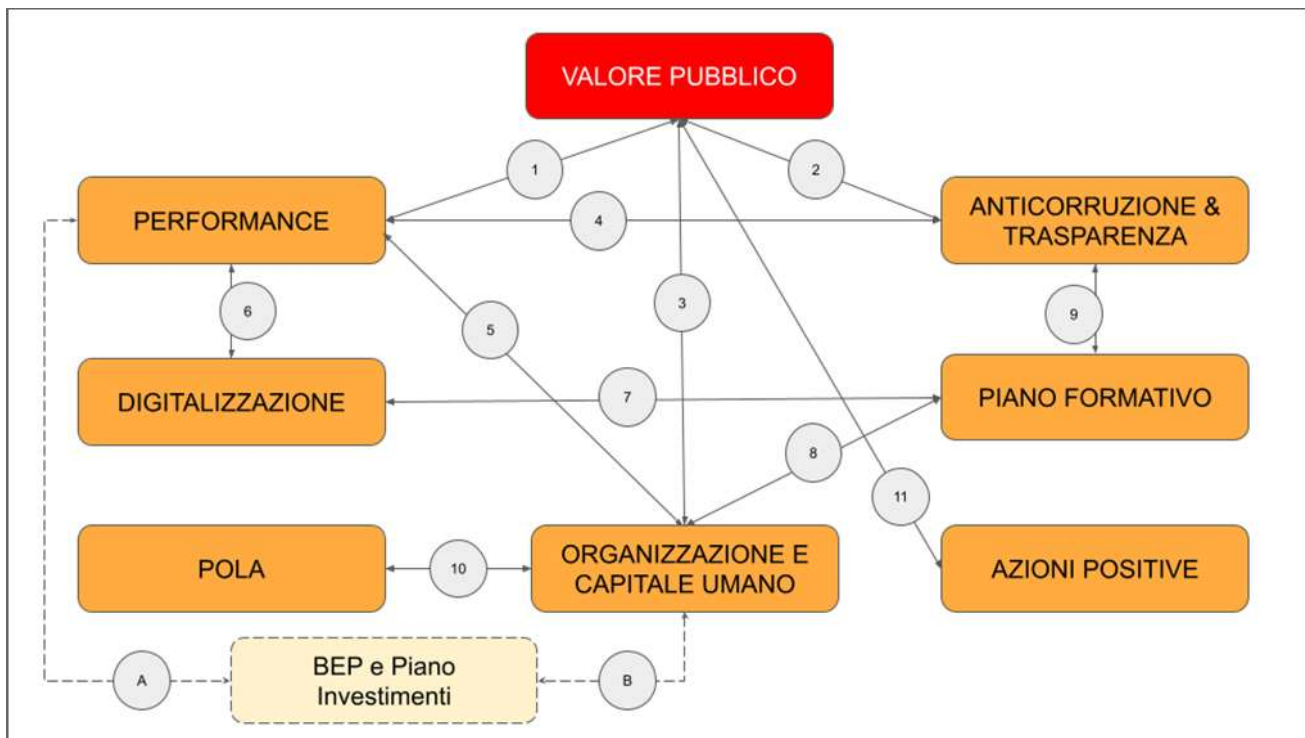 VALORE PUBBLICO
1
2
PERFORMANCE
4
ANTICORRUZIONE &
TRASPARENZA
6
5
3
9
DIGITALIZZAZIONE
7
PIANO FORMATIVO
8
11
POLA
10
ORGANIZZAZIONE E
CAPITALE UMANO
AZIONI POSITIVE
A
BEP e Piano
Investimenti
B